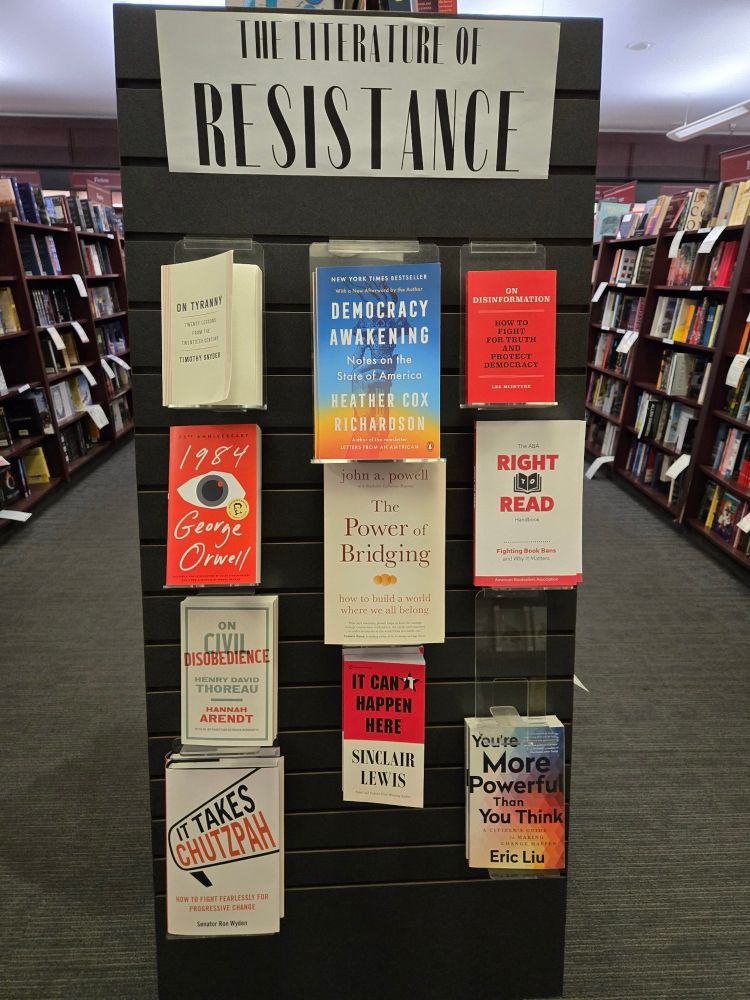 THE LITERATURE OF
RESISTANCE
ON TYRANNY
TWENTY LESSONS
FROM THE
TWENTIETH CENTURY
TIMOTHY SNYDER
NEW YORK TIMES BESTSELLER
With a New Afterword by the Author
DEMOCRACY
AWAKENING
Notes on the
State of America
HEATHER COX
RICHARDSON
Author of the newsletter
LETTERS FROM AN AMERICAN
ON
DISINFORMATION
HOW TO
FIGHT
FOR TRUTH
AND
PROTECT
DEMOCRACY
LEE MCINTYRE
75TH ANNIVERSARY
1984
George
Orwell
john a. powell
The
Power of
Bridging
how to build a world
where we all belong
The ABA
RIGHT
TO
READ
Handbook
Fighting Book Bans
and Why It Matters
American Booksellers Association
ON
CIVIL
DISOBEDIENCE
HENRY DAVID
THOREAU
HANNAH
ARENDT
IT CAN'T
HAPPEN
HERE
SINCLAIR
LEWIS
You're
More
Powerful
Than
You Think
A CITIZEN'S GUIDE
to MAKING
CHANGE HAPPEN
Eric Liu
IT TAKES
CHUTZPAH
HOW TO FIGHT FEARLESSLY FOR
PROGRESSIVE CHANGE
Senator Ron Wyden
Fiction